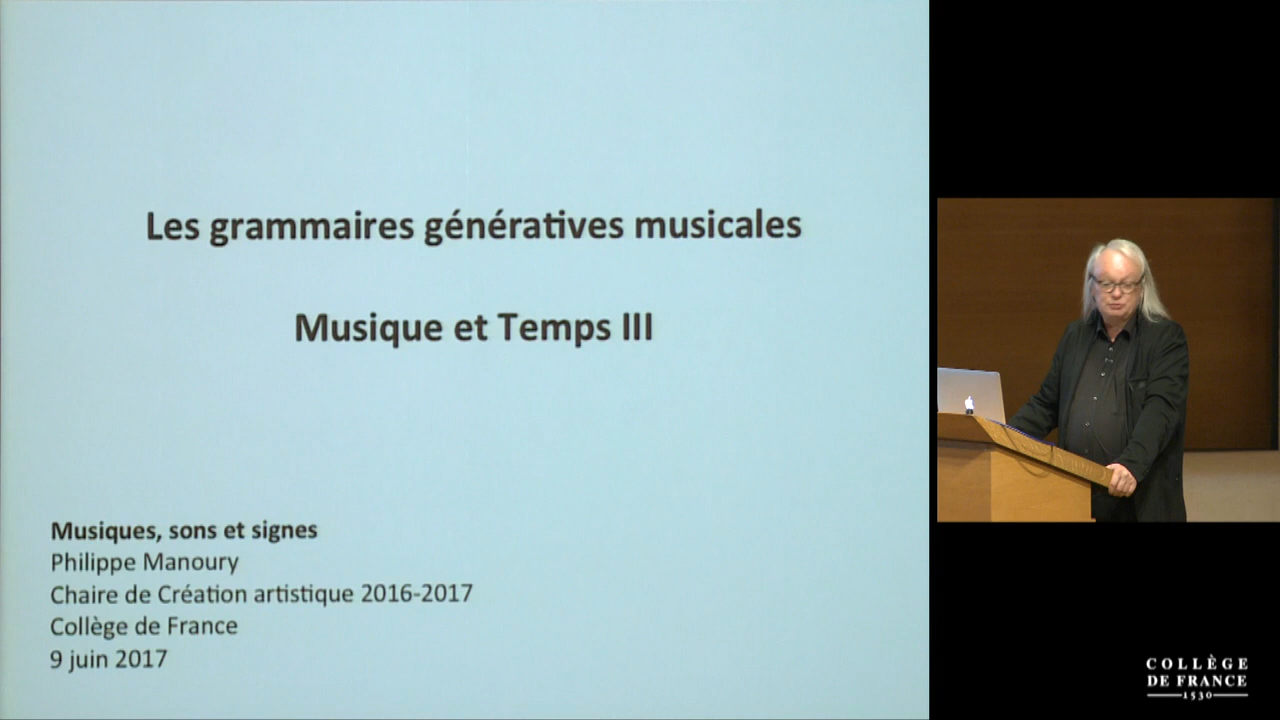 Les grammaires génératives musicales
Musique et Temps III
Musiques, sons et signes
Philippe Manoury
Chaire de Création artistique 2016-2017
Collège de France
9 juin 2017
COLLÈGE
DE FRANCE
1530